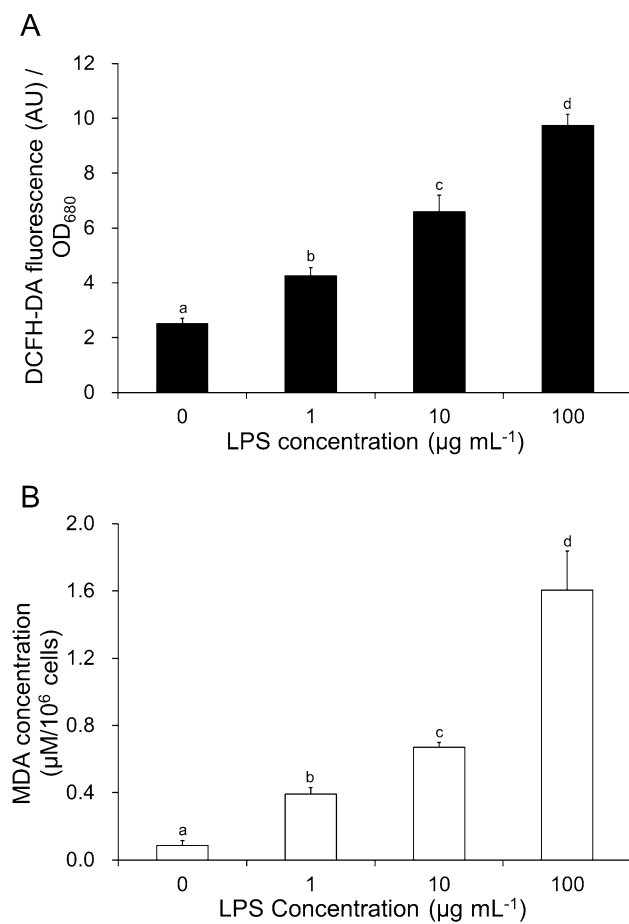 A
DCFH-DA fluorescence (AU) /
OD680
12
10
8
6
4
2
0
a
b
c
d
0 1 10 100
LPS concentration (µg mL-1)
B
MDA concentration
(µM/10^6 cells)
2.0
1.6
1.2
0.8
0.4
0.0
a
b
c
d
0 1 10 100
LPS Concentration (µg mL-1)